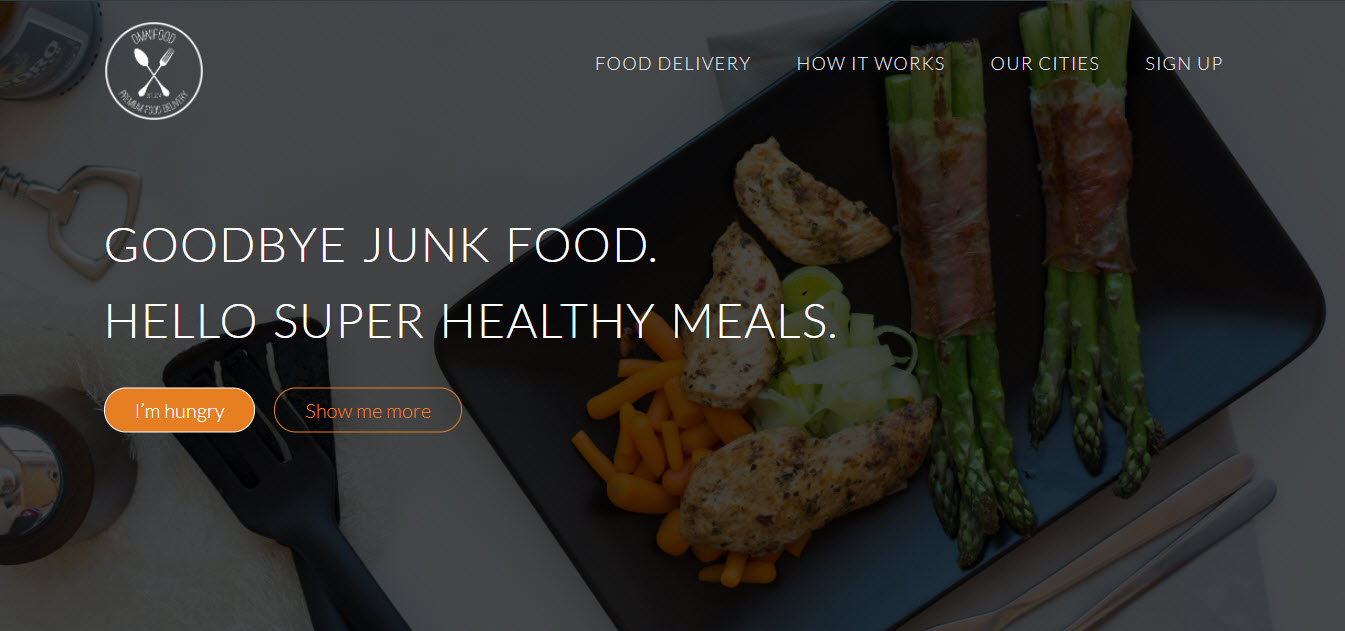 OMNIFOOD
PREMIUM FOOD DELIVERY
FOOD DELIVERY HOW IT WORKS OUR CITIES SIGN UP
GOODBYE JUNK FOOD.
HELLO SUPER HEALTHY MEALS.
I'm hungry Show me more